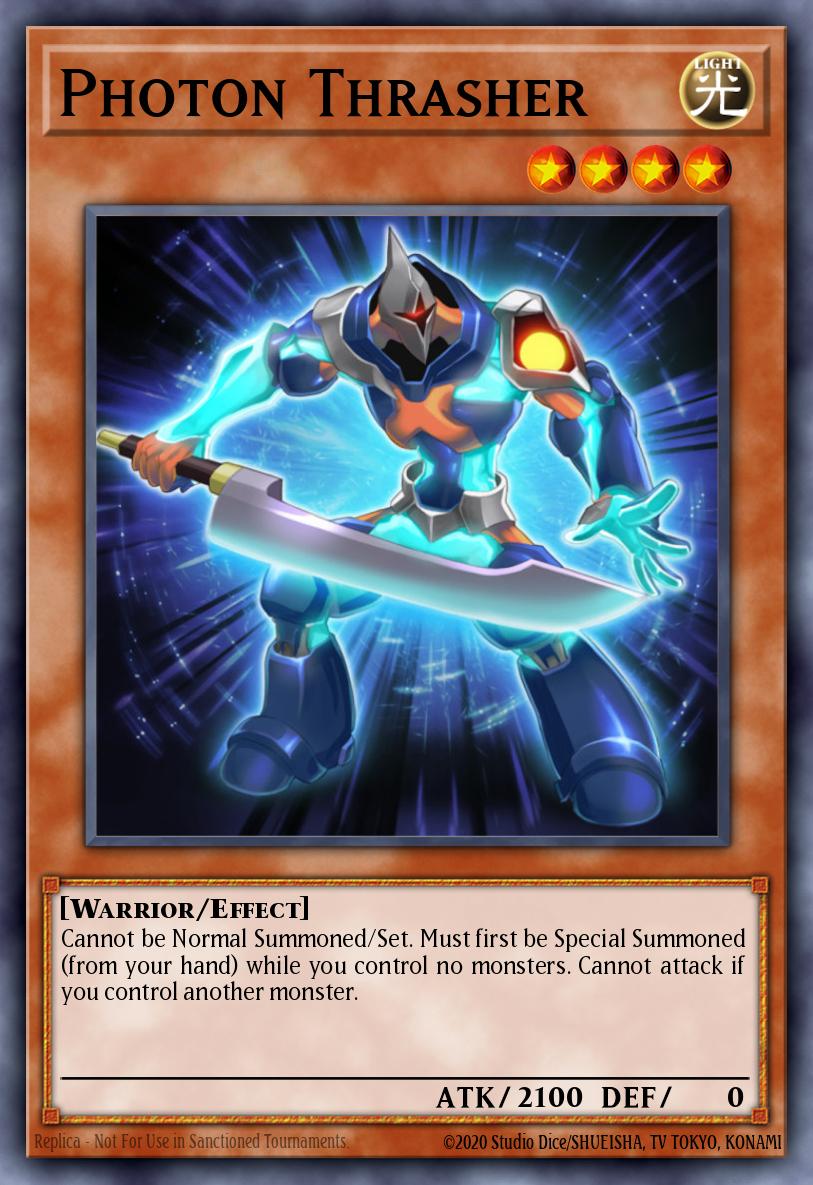 Photon Thrasher
LIGHT
光
[Warrior/Effect]
Cannot be Normal Summoned/Set. Must first be Special Summoned
(from your hand) while you control no monsters. Cannot attack if
you control another monster.
ATK/ 2100 DEF/ 0
Replica - Not For Use in Sanctioned Tournaments.
©2020 Studio Dice/SHUEISHA, TV TOKYO, KONAMI